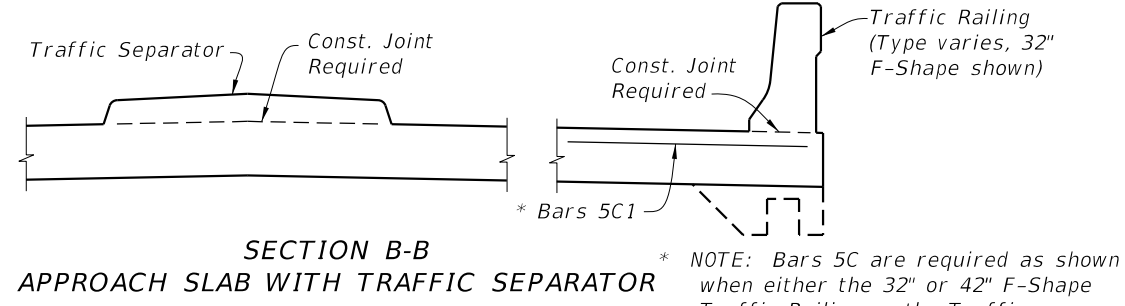 Traffic Separator
Const. Joint
Required
Const. Joint
Required
Traffic Railing
(Type varies, 32"
F-Shape shown)
* Bars 5C1
SECTION B-B
APPROACH SLAB WITH TRAFFIC SEPARATOR
* NOTE: Bars 5C are required as shown
when either the 32" or 42" F-Shape